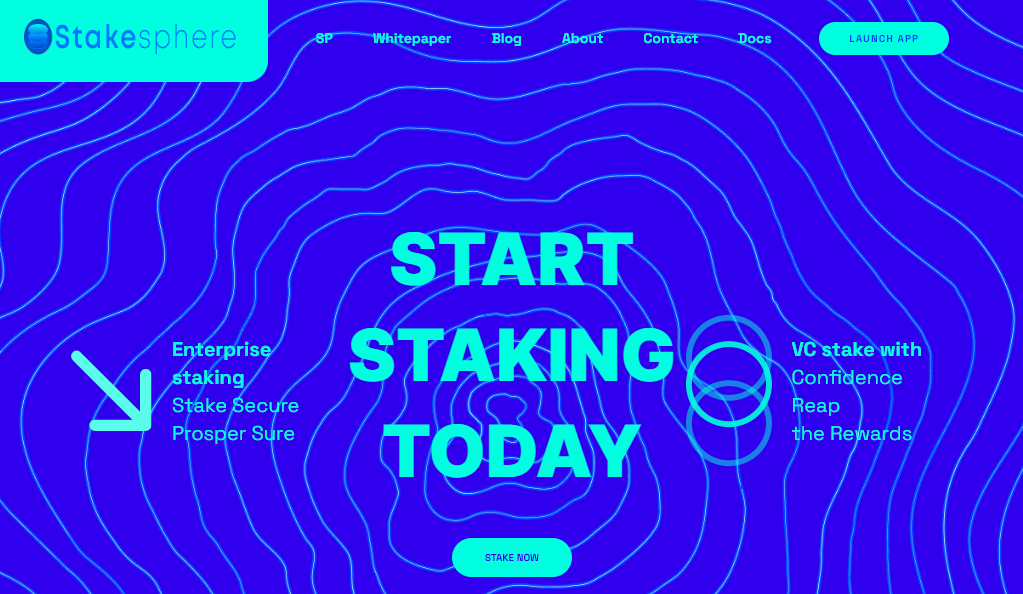 Stakesphere
SP
Whitepaper
Blog
About
Contact
Docs
LAUNCH APP
START
STAKING
TODAY
Enterprise
staking
Stake Secure
Prosper Sure
VC stake with
Confidence
Reap
the Rewards
STAKE NOW